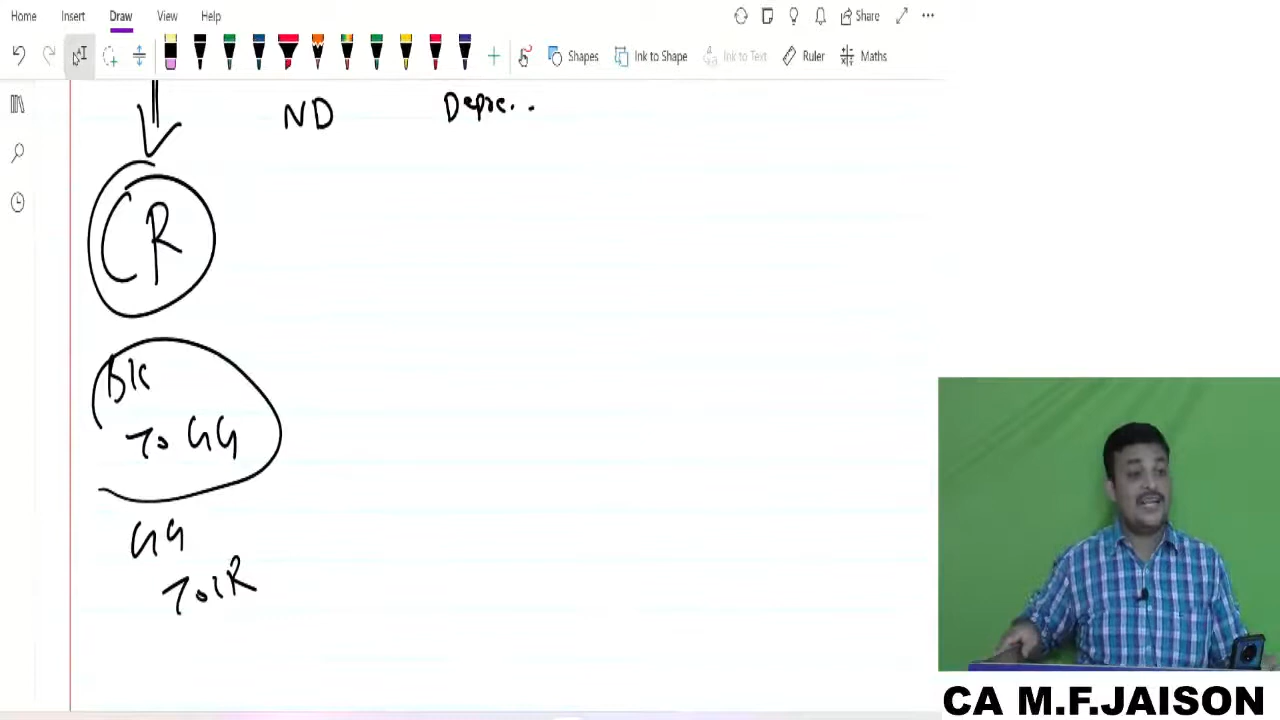 Home Insert Draw View Help Share
Shapes Ink to Shape Ink to Text Ruler Maths
ND Depre..
CR
BK
To GG
GG
To CR
CA M.F.JAISON